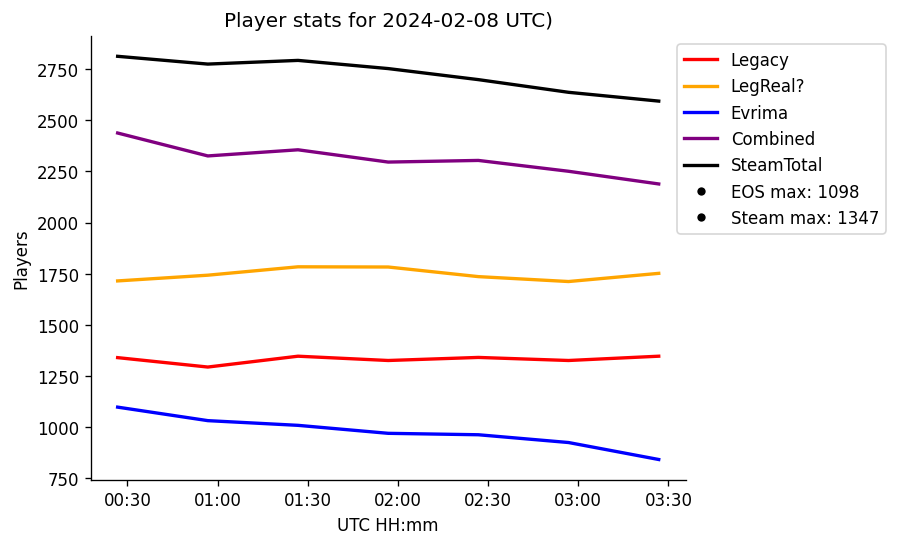 Player stats for 2024-02-08 UTC)
Players
2750
2500
2250
2000
1750
1500
1250
1000
750
00:30 01:00 01:30 02:00 02:30 03:00 03:30
UTC HH:mm
Legacy
LegReal?
Evrima
Combined
SteamTotal
EOS max: 1098
Steam max: 1347